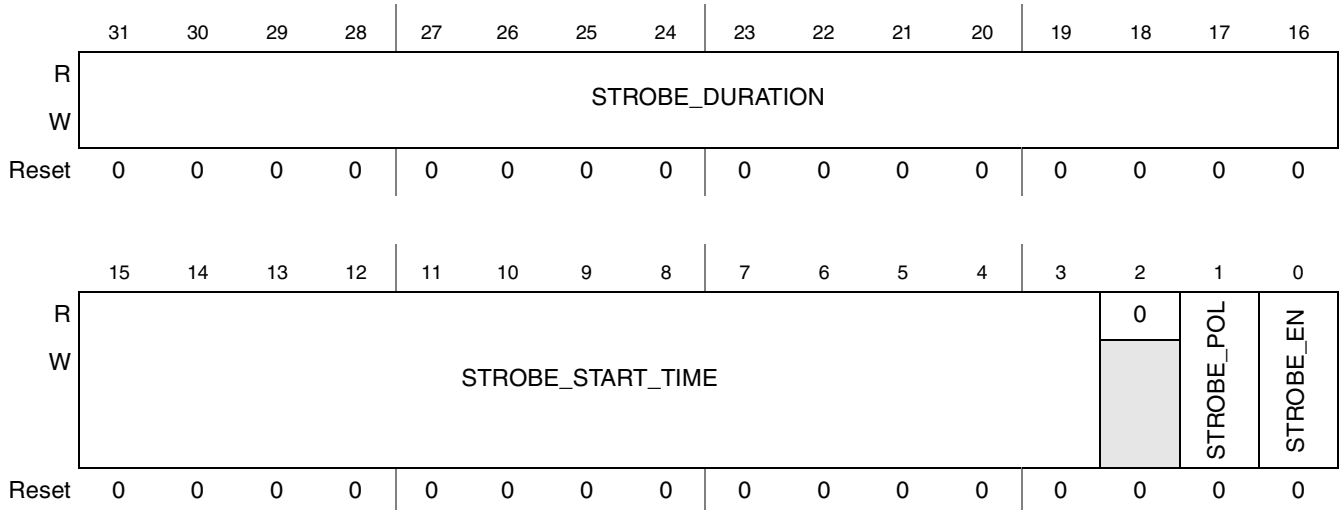 31 30 29 28 27 26 25 24 23 22 21 20 19 18 17 16
R
STROBE_DURATION
W
Reset 0 0 0 0 0 0 0 0 0 0 0 0 0 0 0 0
15 14 13 12 11 10 9 8 7 6 5 4 3 2 1 0
R 0
W STROBE_START_TIME STROBE_POL STROBE_EN
Reset 0 0 0 0 0 0 0 0 0 0 0 0 0 0 0 0